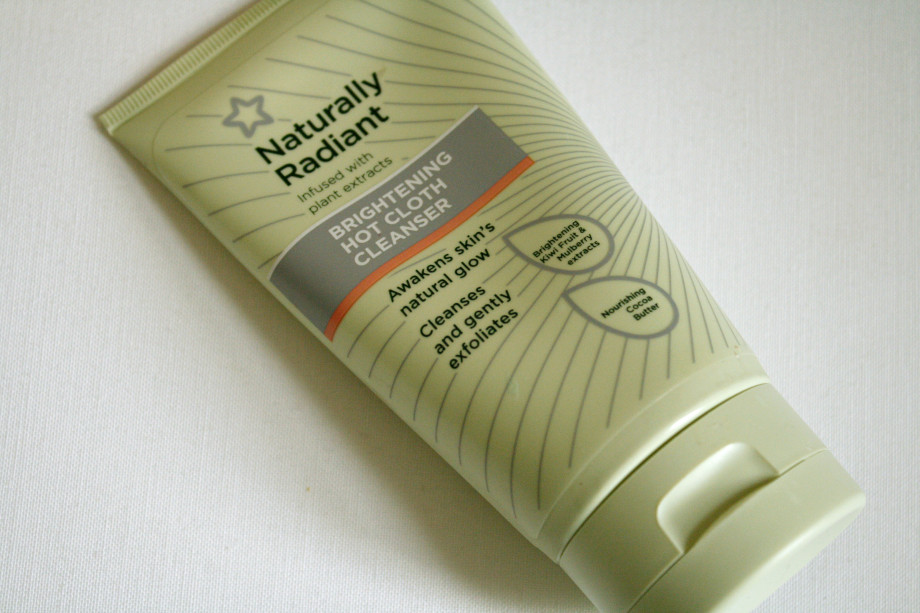 Naturally
Radiant
Infused with
plant extracts
BRIGHTENING
HOT CLOTH
CLEANSER
Awakens skin's
natural glow
Cleanses
and gently
exfoliates
Brightening
Kiwi Fruit &
Mulberry
extracts
Nourishing
Cocoa
Butter